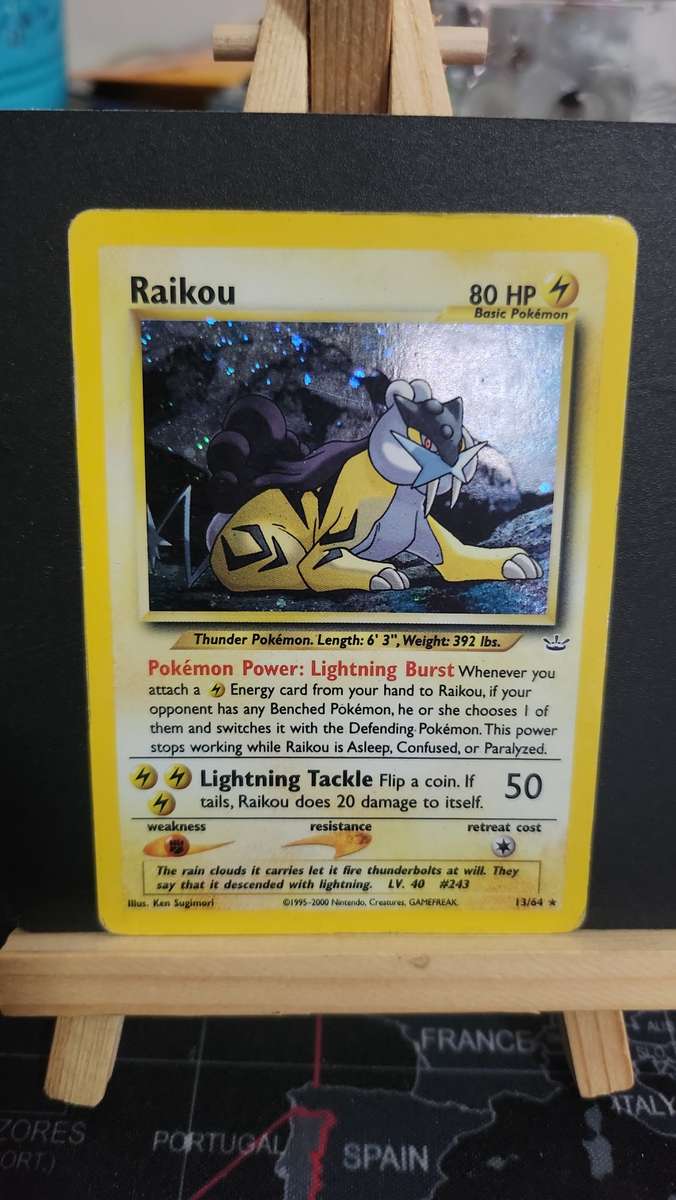 Raikou
80 HP
Basic Pokémon
Thunder Pokémon. Length: 6' 3", Weight: 392 lbs.
Pokémon Power: Lightning Burst Whenever you
attach a Energy card from your hand to Raikou, if your
opponent has any Benched Pokémon, he or she chooses 1 of
them and switches it with the Defending Pokémon. This power
stops working while Raikou is Asleep, Confused, or Paralyzed.
Lightning Tackle Flip a coin. If
tails, Raikou does 20 damage to itself.
50
weakness
resistance
retreat cost
The rain clouds it carries let it fire thunderbolts at will. They
say that it descended with lightning. LV. 40 #243
Illus. Ken Sugimori
©1995-2000 Nintendo, Creatures, GAMEFREAK.
13/64
FRANCE
ITALY
ZORES
ORT.)
PORTUGAL
SPAIN